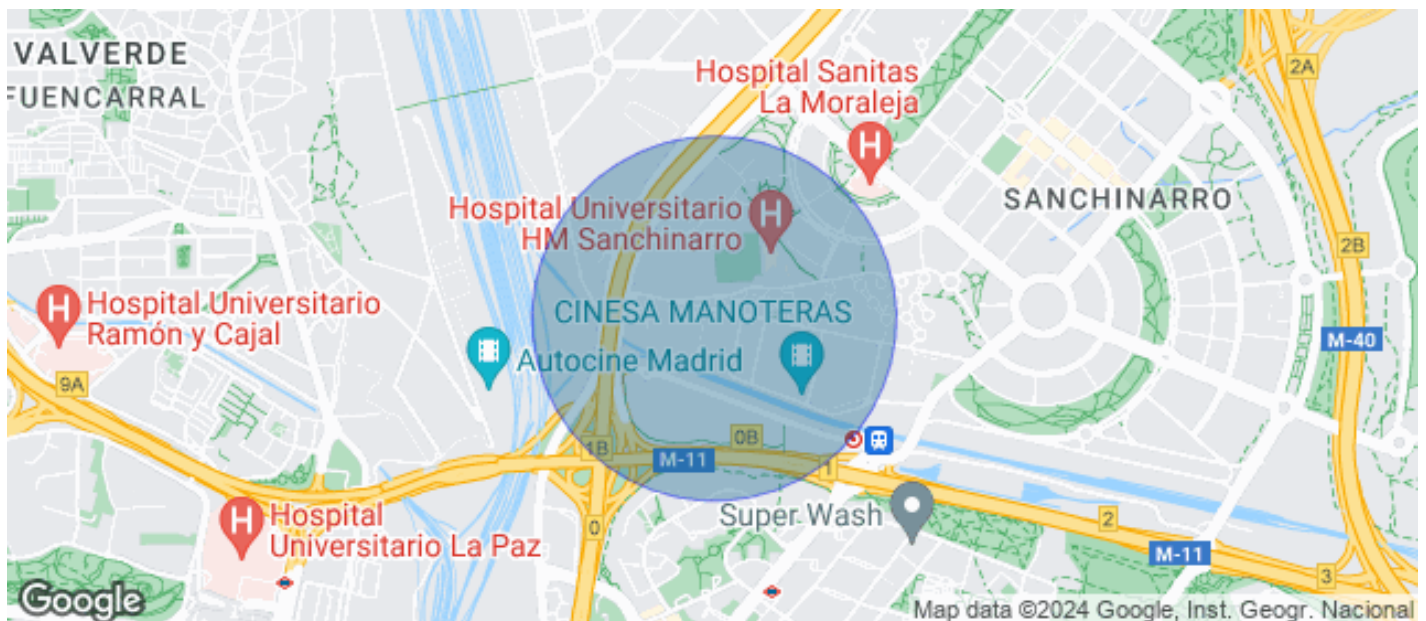 VALVERDE
FUENCARRAL
Hospital Sanitas
La Moraleja
2A
Hospital Universitario
HM Sanchinarro
SANCHINARRO
2B
Hospital Universitario
Ramón y Cajal
CINESA MANOTERAS
Autocine Madrid
M-40
9A
1B
0B
M-11
1
Hospital
Universitario La Paz
0
Super Wash
2
M-11
3
Google
Map data ©2024 Google, Inst. Geogr. Nacional
H
H
H
H